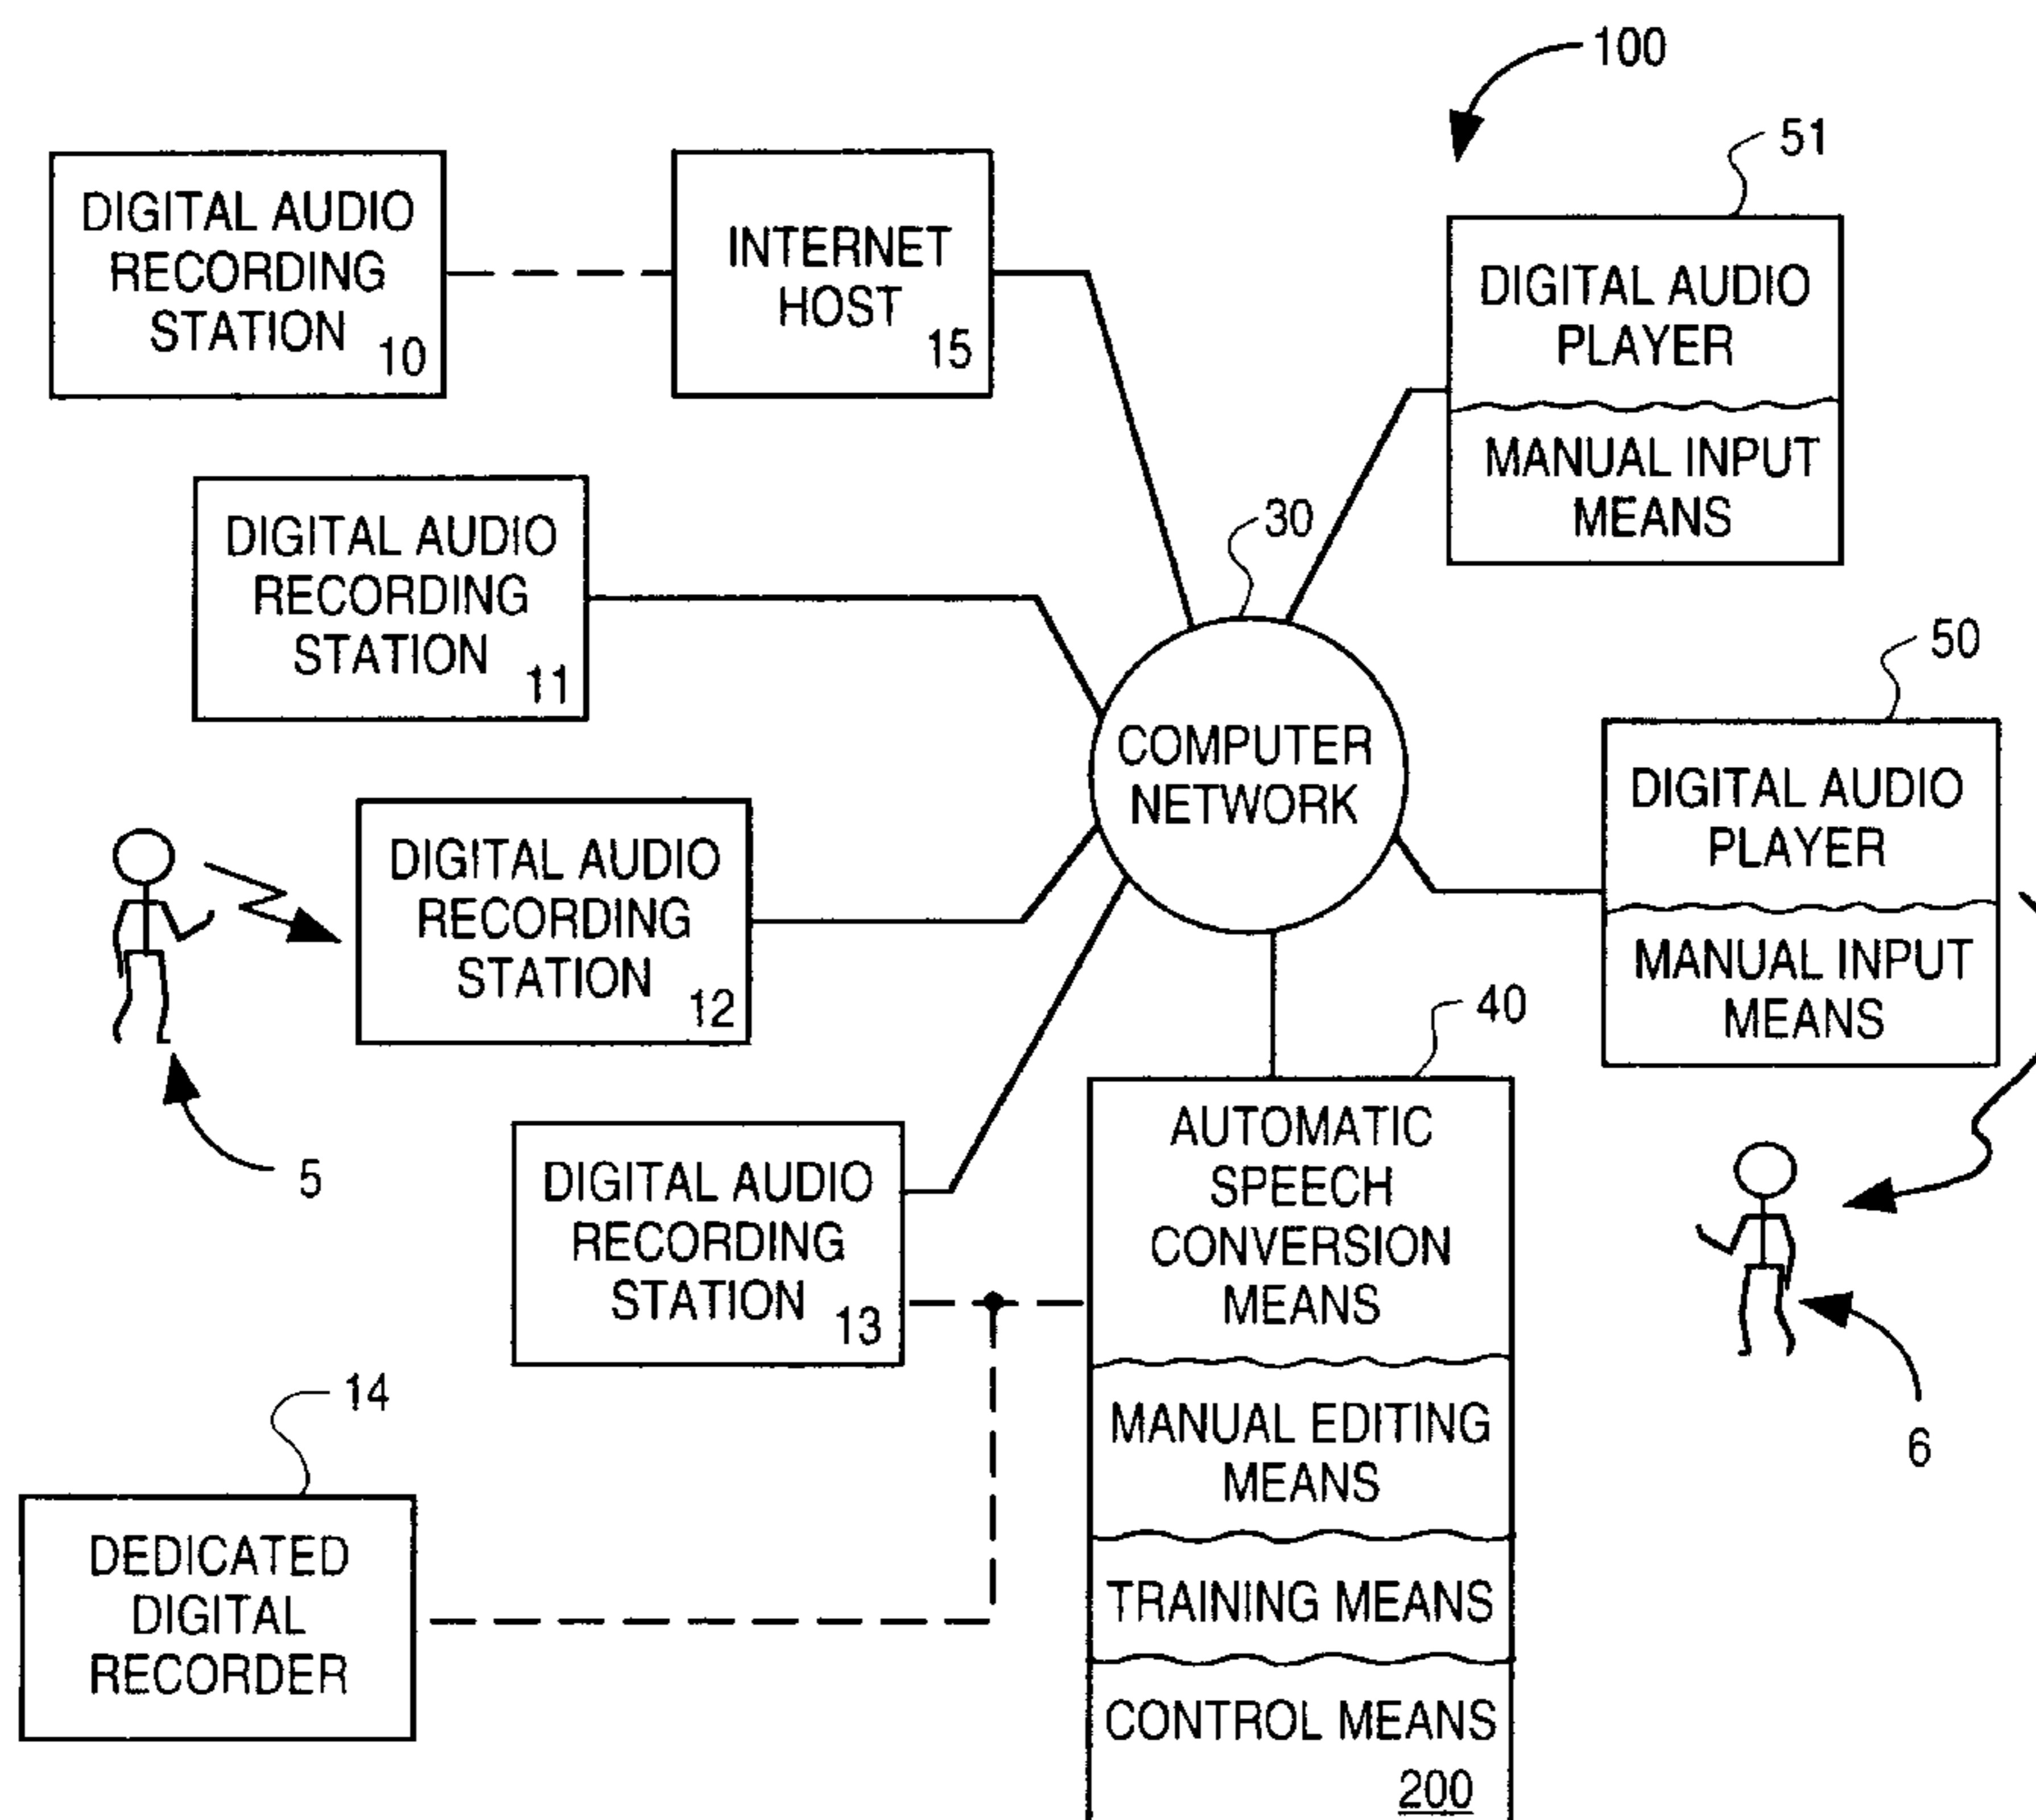 100
51
DIGITAL AUDIO
RECORDING
STATION
10
INTERNET
HOST
15
DIGITAL AUDIO
PLAYER
MANUAL INPUT
MEANS
DIGITAL AUDIO
RECORDING
STATION
11
30
COMPUTER
NETWORK
50
DIGITAL AUDIO
PLAYER
MANUAL INPUT
MEANS
DIGITAL AUDIO
RECORDING
STATION
12
5
40
DIGITAL AUDIO
RECORDING
STATION
13
AUTOMATIC
SPEECH
CONVERSION
MEANS
MANUAL EDITING
MEANS
TRAINING MEANS
CONTROL MEANS
200
6
14
DEDICATED
DIGITAL
RECORDER